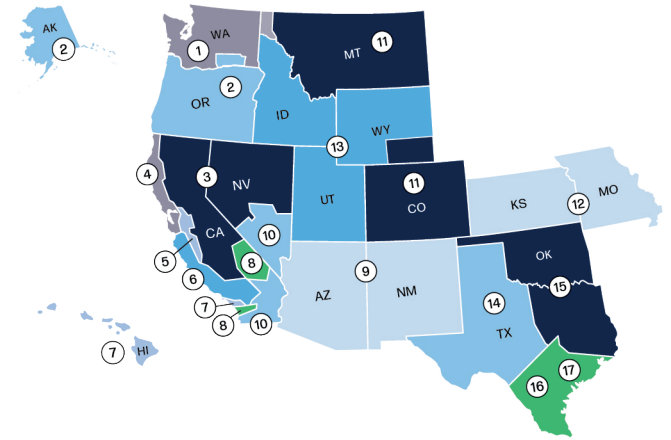 AK
2
WA
1
11
MT
2
OR
ID
13
WY
4
3
NV
UT
11
CO
KS
12
MO
CA
10
8
5
6
9
AZ
NM
OK
15
14
TX
7
8
10
7
HI
16
17